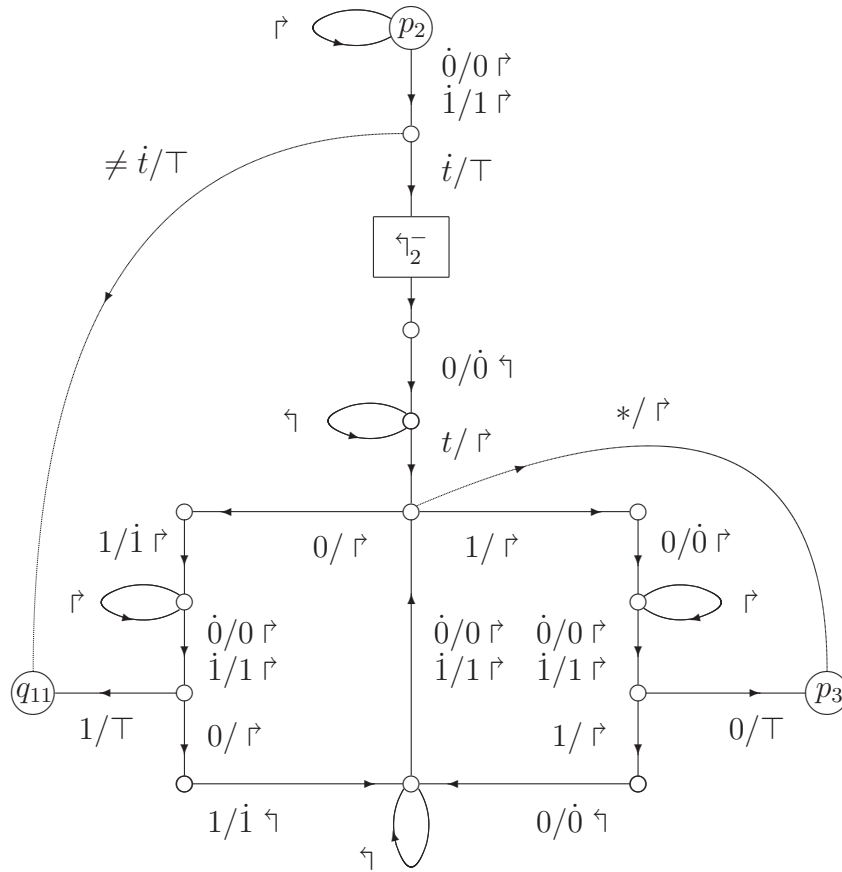 ↱ p₂
0̇/0 ↱
1̇/1 ↱
≠ ṫ/⊤ ṫ/⊤
↰₂⁻
0/0̇ ↰
↰ t/ ↱ ∗/ ↱
1/1̇ ↱ 0/ ↱ 1/ ↱ 0/0̇ ↱
↱ ↱
0̇/0 ↱ 0̇/0 ↱ 0̇/0 ↱
1̇/1 ↱ 1̇/1 ↱ 1̇/1 ↱
q₁₁ p₃
1/⊤ 0/ ↱ 1/ ↱ 0/⊤
1/1̇ ↰ 0/0̇ ↰
↰